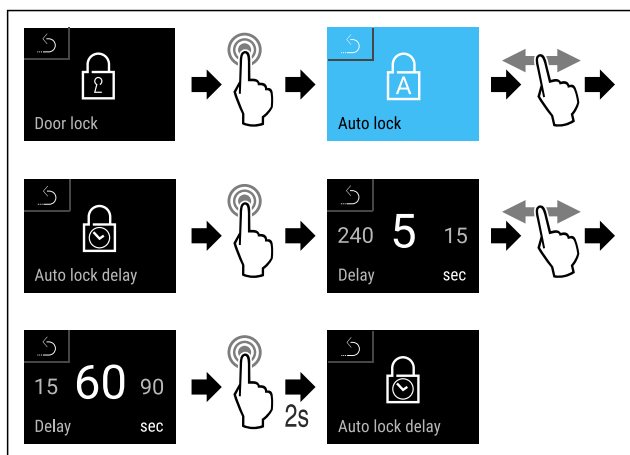 Door lock
A
Auto lock
Auto lock delay
240 5 15
Delay sec
15 60 90
Delay sec
2s
Auto lock delay